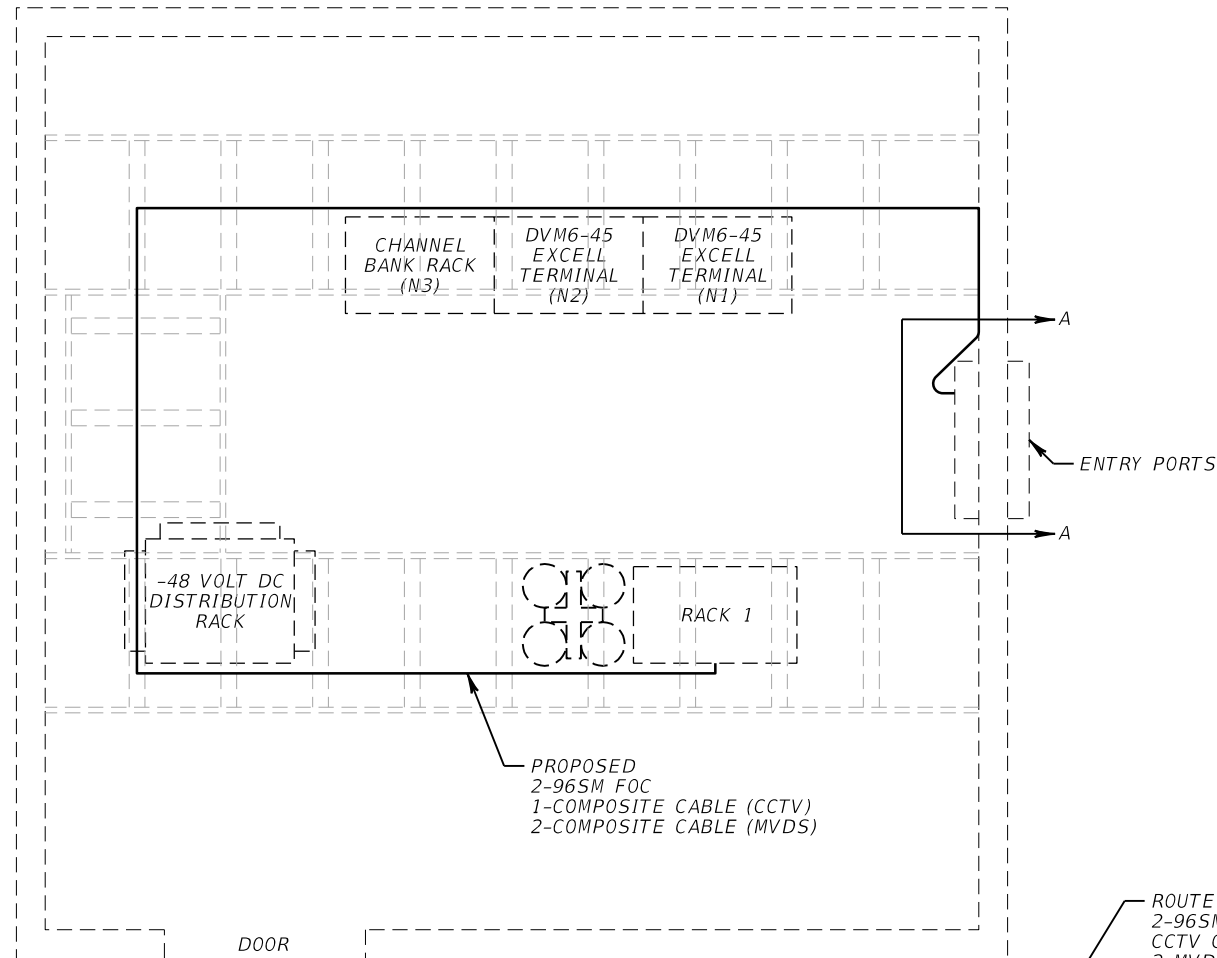 CHANNEL
BANK RACK
(N3)
DVM6-45
EXCELL
TERMINAL
(N2)
DVM6-45
EXCELL
TERMINAL
(N1)
A
ENTRY PORTS
A
-48 VOLT DC
DISTRIBUTION
RACK
RACK 1
PROPOSED
2-96SM FOC
1-COMPOSITE CABLE (CCTV)
2-COMPOSITE CABLE (MVDS)
DOOR
ROUTE
2-96SM
CCTV